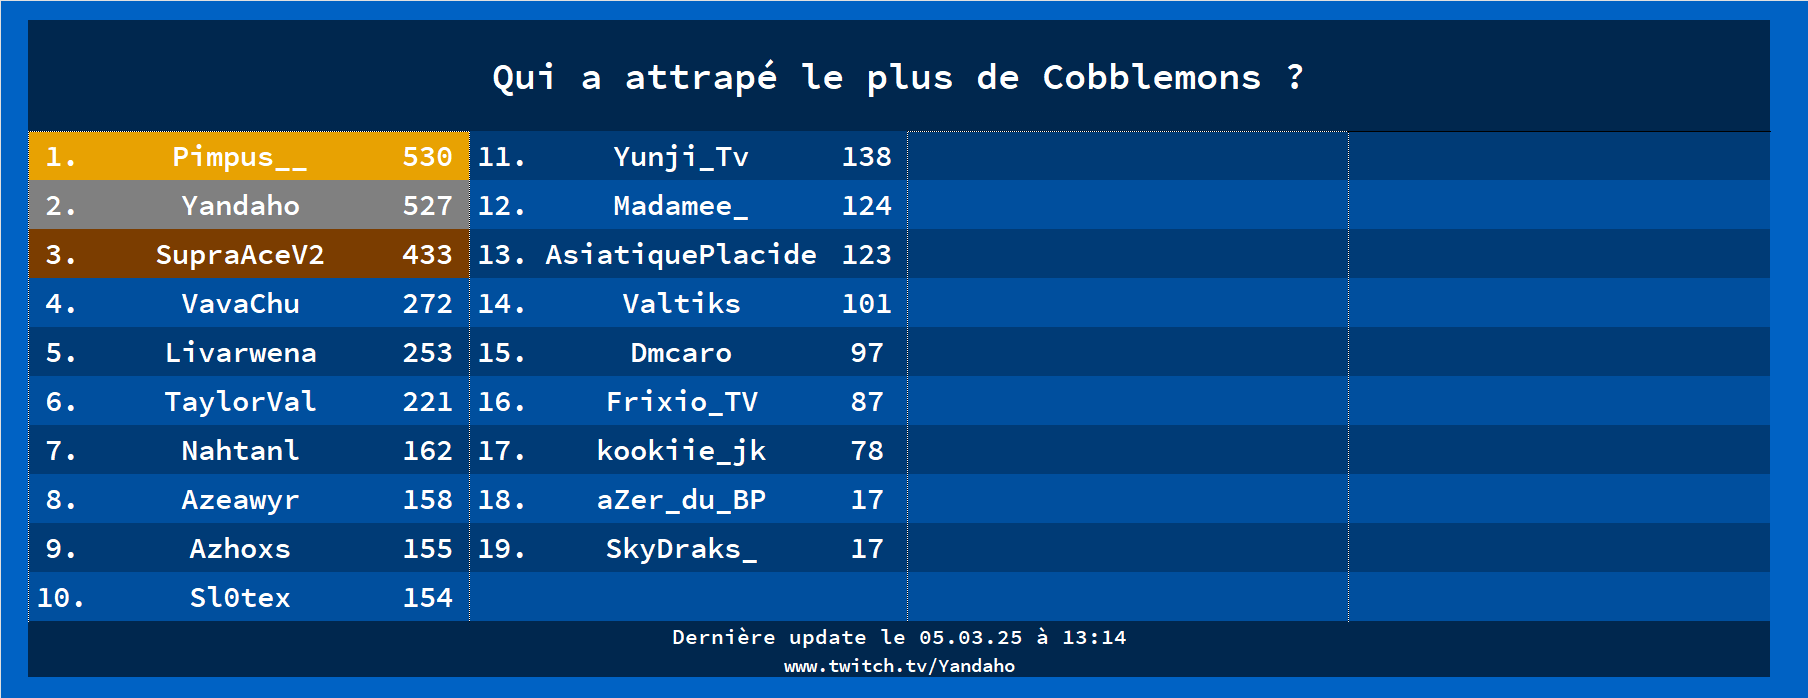 Qui a attrapé le plus de Cobblemons ?
1. Pimpus__ 530
2. Yandaho 527
3. SupraAceV2 433
4. VavaChu 272
5. Livarwena 253
6. TaylorVal 221
7. Nahtanl 162
8. Azeawyr 158
9. Azhoxs 155
10. Sl0tex 154
11. Yunji_Tv 138
12. Madamee_ 124
13. AsiatiquePlacide 123
14. Valtiks 101
15. Dmcaro 97
16. Frixio_TV 87
17. kookiie_jk 78
18. aZer_du_BP 17
19. SkyDraks_ 17
Dernière update le 05.03.25 à 13:14
www.twitch.tv/Yandaho